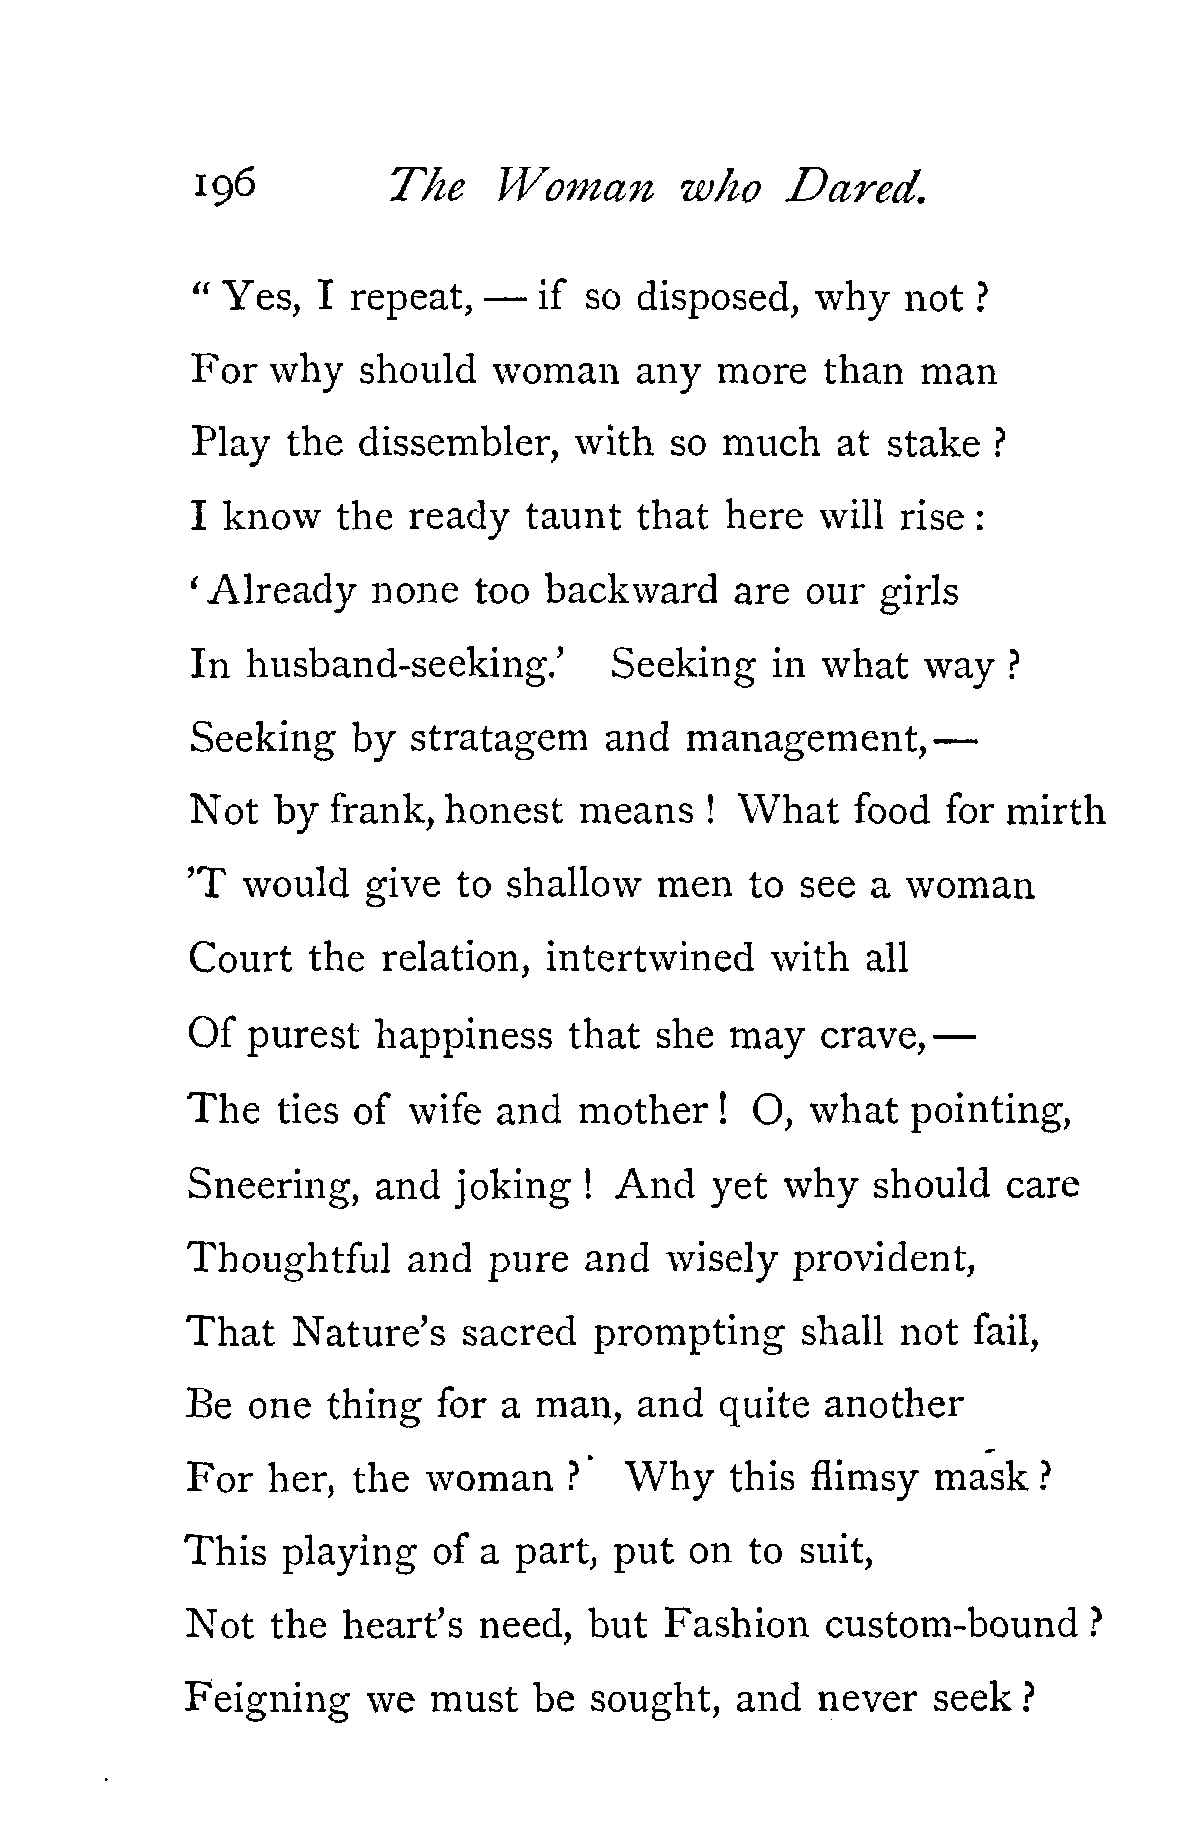 196 The Woman who Dared.
“ Yes, I repeat, — if so disposed, why not ?
For why should woman any more than man
Play the dissembler, with so much at stake ?
I know the ready taunt that here will rise :
‘ Already none too backward are our girls
In husband-seeking.’ Seeking in what way ?
Seeking by stratagem and management,—
Not by frank, honest means ! What food for mirth
’T would give to shallow men to see a woman
Court the relation, intertwined with all
Of purest happiness that she may crave,—
The ties of wife and mother ! O, what pointing,
Sneering, and joking ! And yet why should care
Thoughtful and pure and wisely provident,
That Nature’s sacred prompting shall not fail,
Be one thing for a man, and quite another
For her, the woman ? Why this flimsy mask ?
This playing of a part, put on to suit,
Not the heart’s need, but Fashion custom-bound ?
Feigning we must be sought, and never seek ?